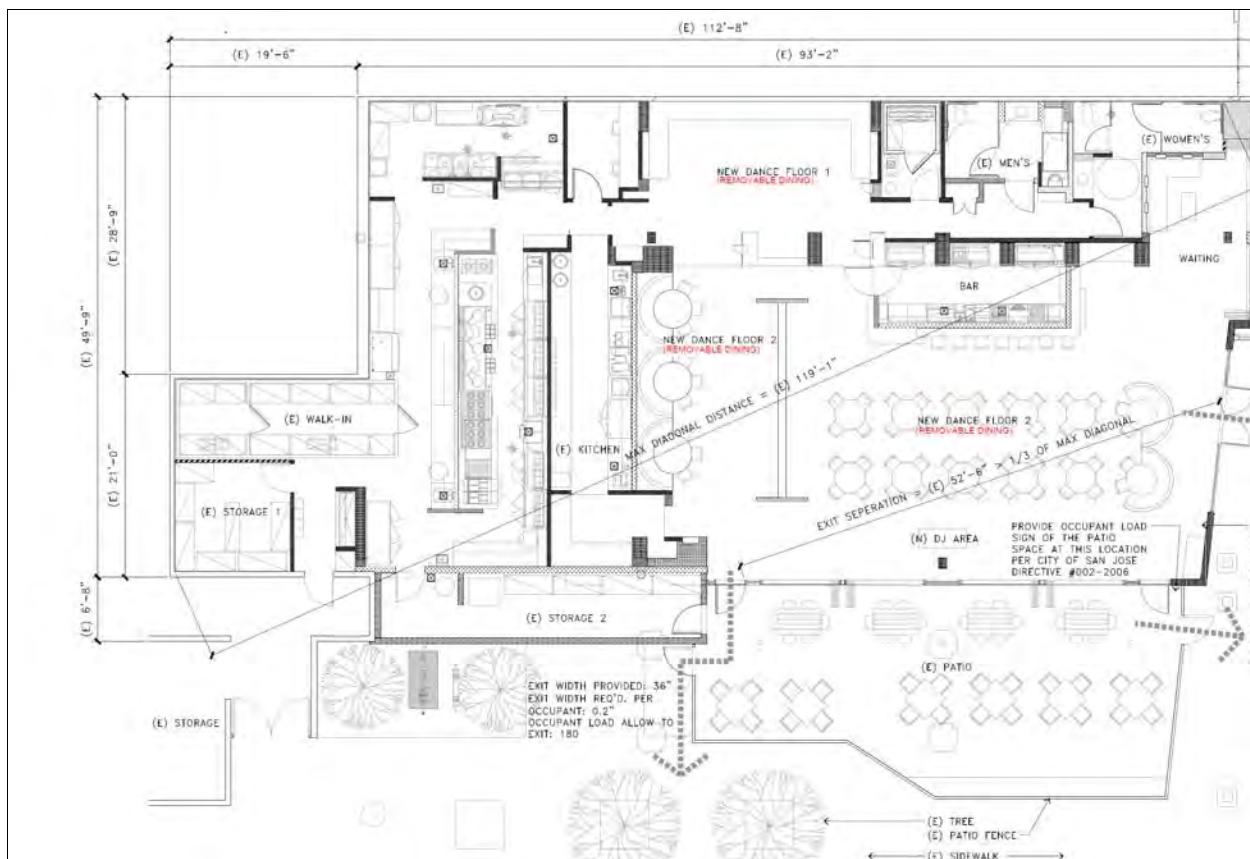 (E) 112'-8"
(E) 19'-6"
(E) 93'-2"
(E) 49'-9"
(E) 28'-9"
(E) 21'-0"
(E) 6'-8"
NEW DANCE FLOOR 1
(REMOVABLE DINING)
(E) MEN'S
(E) WOMEN'S
WAITING
BAR
NEW DANCE FLOOR 2
(REMOVABLE DINING)
MAX DIAGONAL DISTANCE = (E) 119'-1"
(E) WALK-IN
(E) KITCHEN
NEW DANCE FLOOR 2
(REMOVABLE DINING)
EXIT SEPERATION = (E) 52'-6" > 1/3 OF MAX DIAGONAL
(E) STORAGE 1
(N) DJ AREA
PROVIDE OCCUPANT LOAD
SIGN OF THE PATIO
SPACE AT THIS LOCATION
PER CITY OF SAN JOSE
DIRECTIVE #002-2006
(E) STORAGE 2
(E) PATIO
EXIT WIDTH PROVIDED: 36"
EXIT WIDTH REQ'D. PER
OCCUPANT: 0.2"
OCCUPANT LOAD ALLOW TO
EXIT: 180
(E) STORAGE
(E) TREE
(E) PATIO FENCE
(E) SIDEWALK